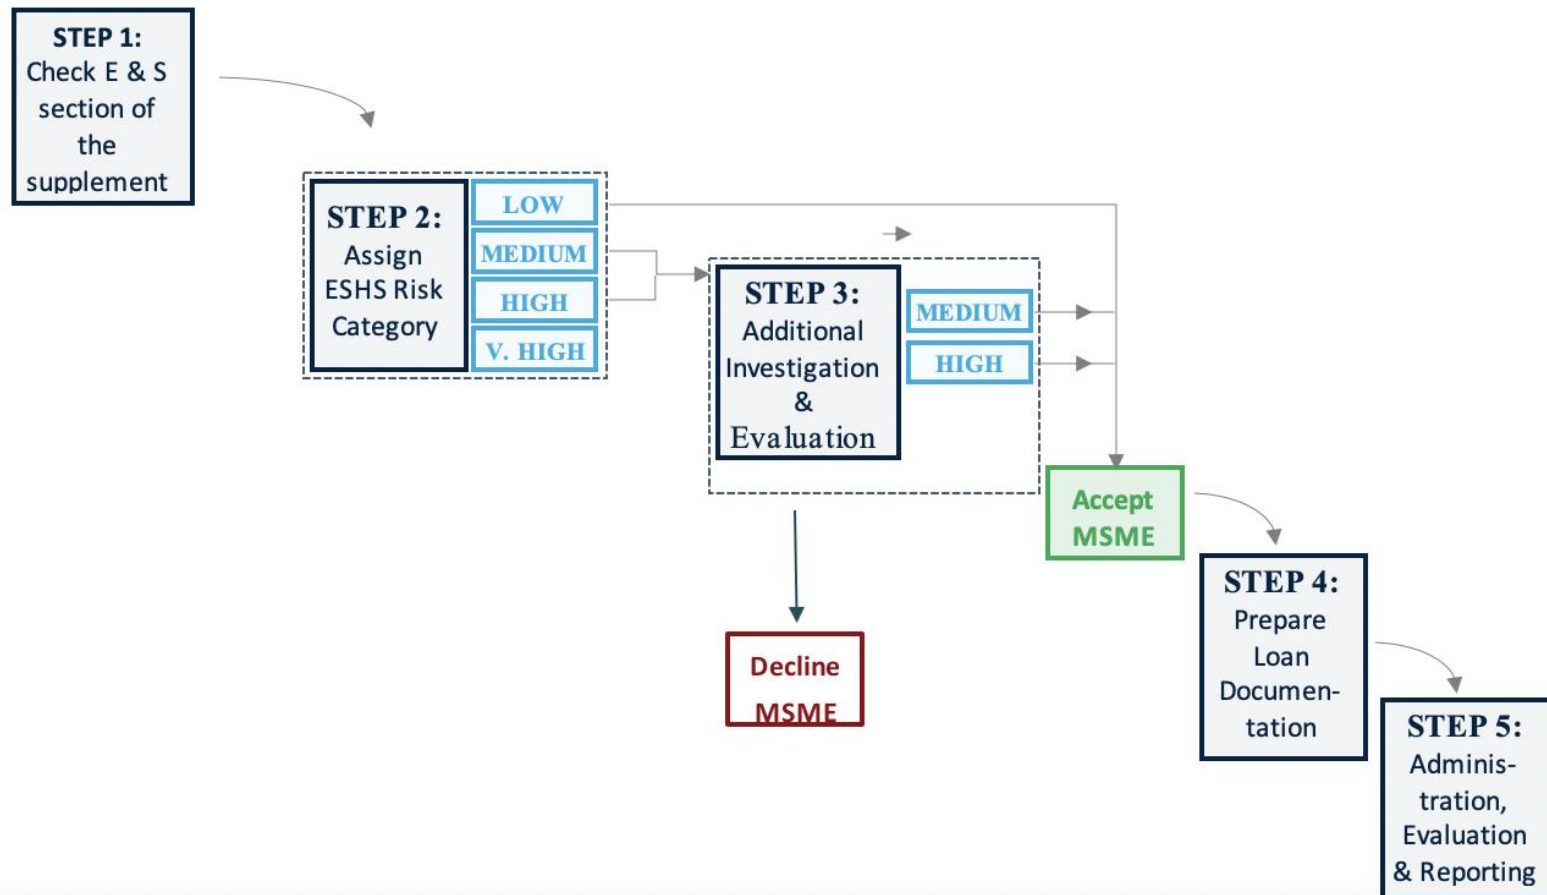 STEP 1:
Check E & S
section of
the
supplement
STEP 2:
Assign
ESHS Risk
Category
LOW
MEDIUM
HIGH
V. HIGH
STEP 3:
Additional
Investigation
&
Evaluation
MEDIUM
HIGH
Accept
MSME
Decline
MSME
STEP 4:
Prepare
Loan
Documen-
tation
STEP 5:
Adminis-
tration,
Evaluation
& Reporting